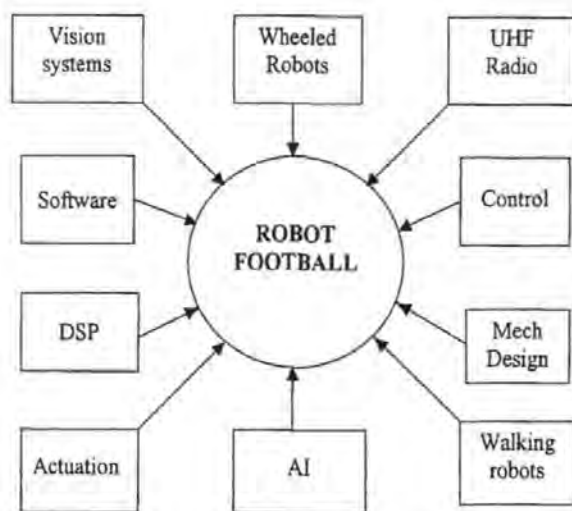 Vision
systems
Wheeled
Robots
UHF
Radio
Software
ROBOT
FOOTBALL
Control
DSP
Mech
Design
Actuation
AI
Walking
robots